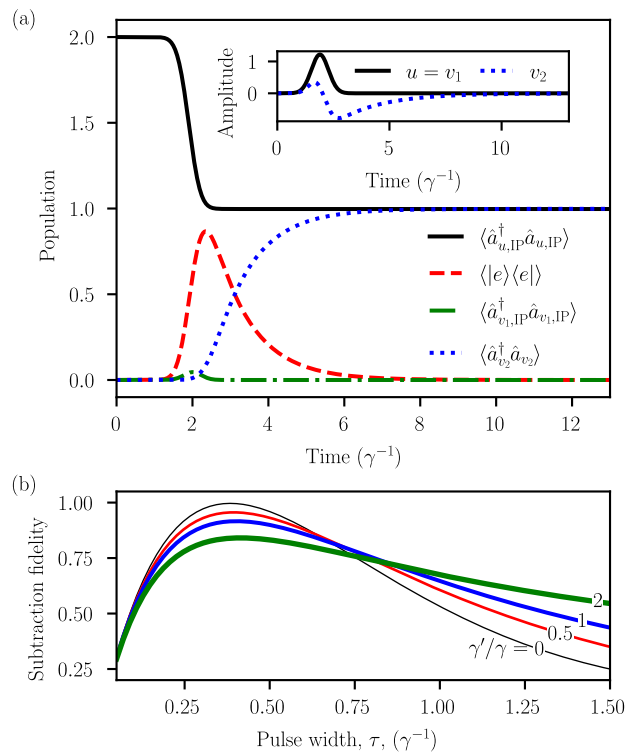 (a)
2.0
1.5
1.0
0.5
0.0
Population
1
0
Amplitude
u = v₁ v₂
0 5 10
Time (γ⁻¹)
⟨â†ᵤ,IP âᵤ,IP⟩
⟨|e⟩⟨e|⟩
⟨â†ᵥ₁,IP âᵥ₁,IP⟩
⟨â†ᵥ₂ âᵥ₂⟩
0 2 4 6 8 10 12
Time (γ⁻¹)
(b)
1.00
0.75
0.50
0.25
Subtraction fidelity
2
1
0.5
γ′/γ = 0
0.25 0.50 0.75 1.00 1.25 1.50
Pulse width, τ, (γ⁻¹)